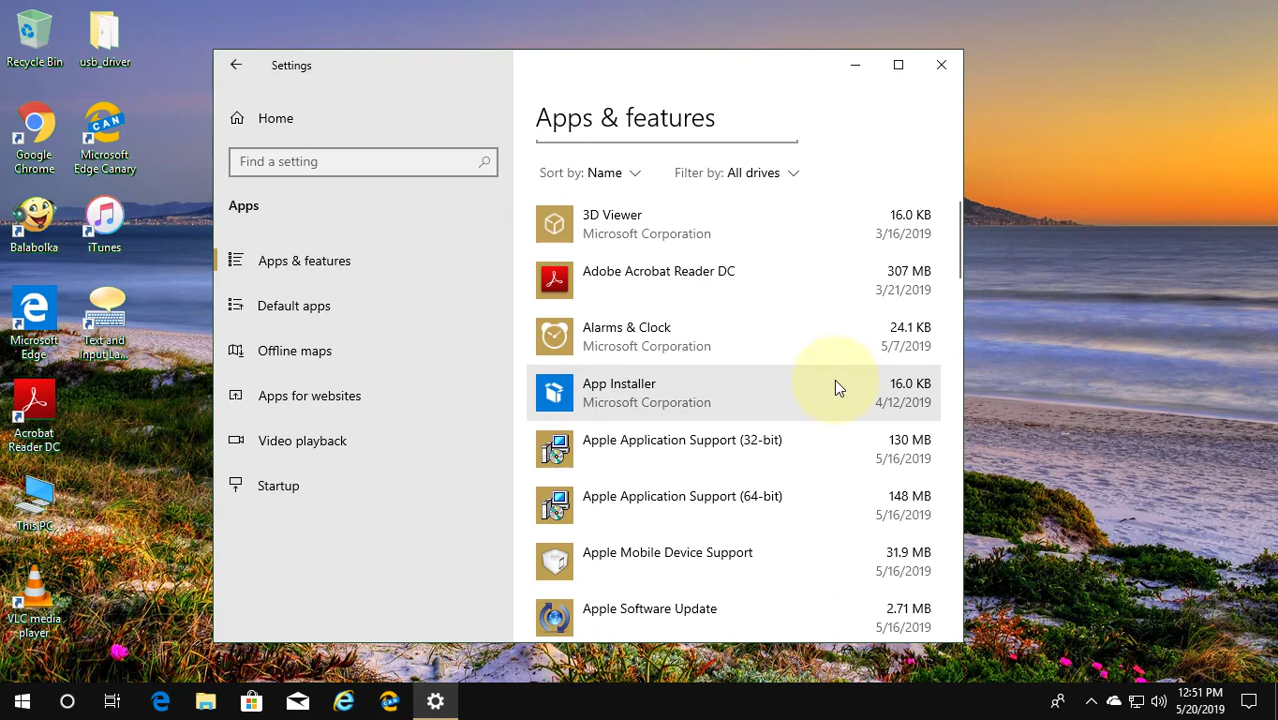 Recycle Bin
usb_driver
Google
Chrome
CAN
Microsoft
Edge Canary
Balabolka
iTunes
Microsoft
Edge
Text and
Input La...
Acrobat
Reader DC
This PC
VLC media
player
Settings
Home
Find a setting
Apps
Apps & features
Default apps
Offline maps
Apps for websites
Video playback
Startup
Apps & features
Sort by: Name
Filter by: All drives
3D Viewer
16.0 KB
Microsoft Corporation
3/16/2019
Adobe Acrobat Reader DC
307 MB
3/21/2019
Alarms & Clock
24.1 KB
Microsoft Corporation
5/7/2019
App Installer
16.0 KB
Microsoft Corporation
4/12/2019
Apple Application Support (32-bit)
130 MB
5/16/2019
Apple Application Support (64-bit)
148 MB
5/16/2019
Apple Mobile Device Support
31.9 MB
5/16/2019
Apple Software Update
2.71 MB
5/16/2019
CAN
12:51 PM
5/20/2019